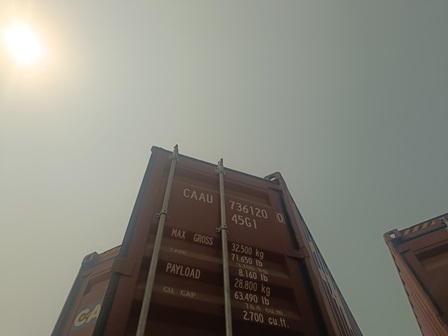 CAAU 736120 0
45G1
MAX GROSS 32.500 kg
71.650 lb
TARE
8.160 lb
PAYLOAD 28.800 kg
63.490 lb
CU. CAP.
2.700 cu.ft.
CA